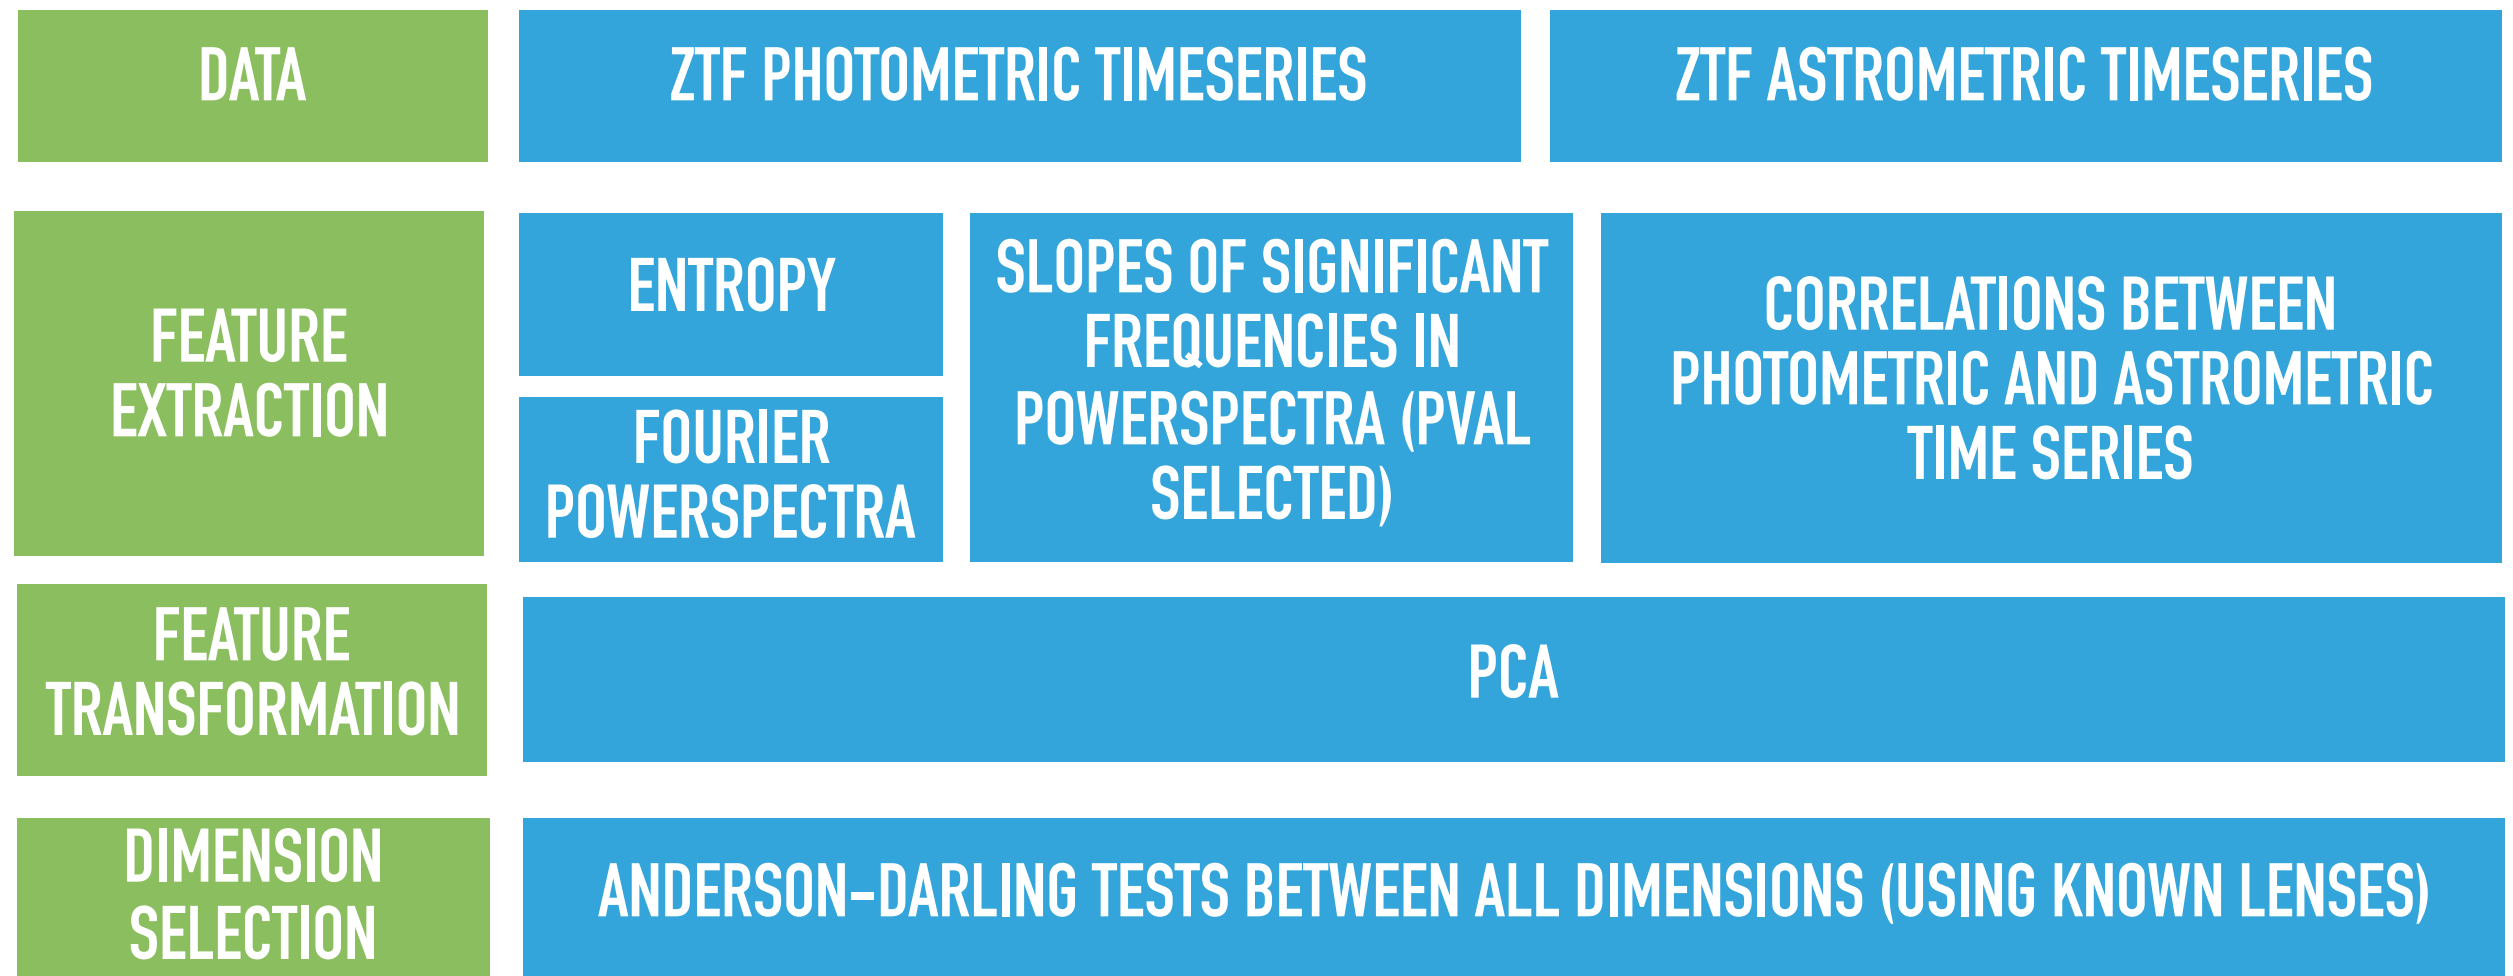 DATA
ZTF PHOTOMETRIC TIMESERIES
ZTF ASTROMETRIC TIMESERIES
FEATURE
EXTRACTION
ENTROPY
FOURIER
POWERSPECTRA
SLOPES OF SIGNIFICANT
FREQUENCIES IN
POWERSPECTRA (PVAL
SELECTED)
CORRELATIONS BETWEEN
PHOTOMETRIC AND ASTROMETRIC
TIME SERIES
FEATURE
TRANSFORMATION
PCA
DIMENSION
SELECTION
ANDERSON-DARLING TESTS BETWEEN ALL DIMENSIONS (USING KNOWN LENSES)